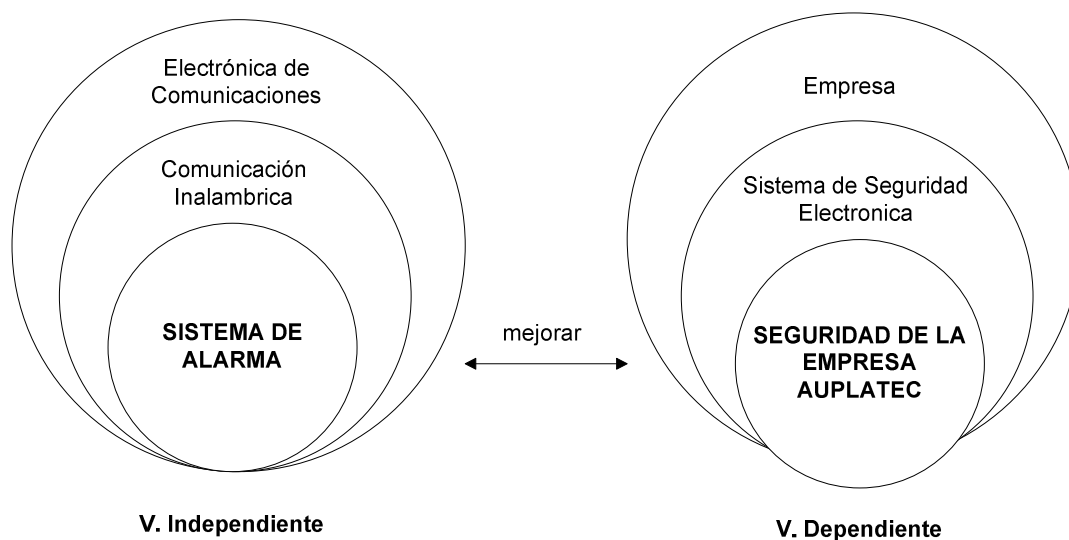 Electrónica de
Comunicaciones
Comunicación
Inalambrica
SISTEMA DE
ALARMA
mejorar
Empresa
Sistema de Seguridad
Electronica
SEGURIDAD DE LA
EMPRESA
AUPLATEC
V. Independiente
V. Dependiente